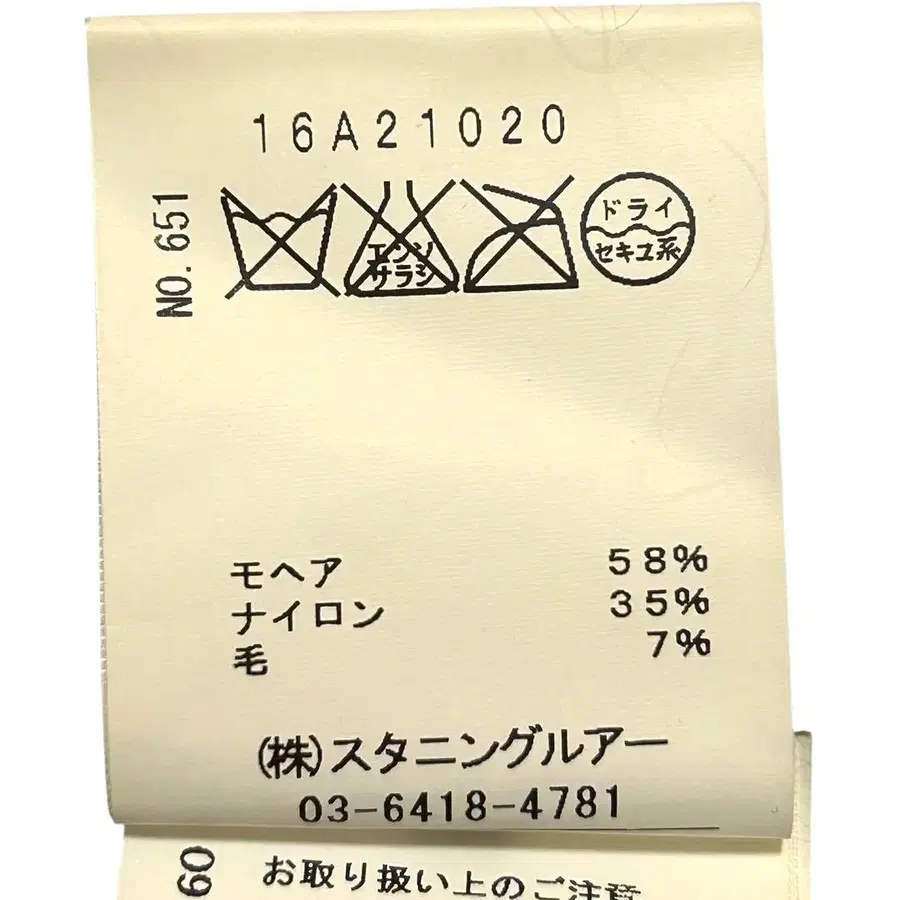 16A21020
NO. 651
エンソ
サラシ
ドライ
セキユ系
モヘア 58%
ナイロン 35%
毛 7%
(株)スタニングルアー
03-6418-4781
60
お取り扱い上のご注意